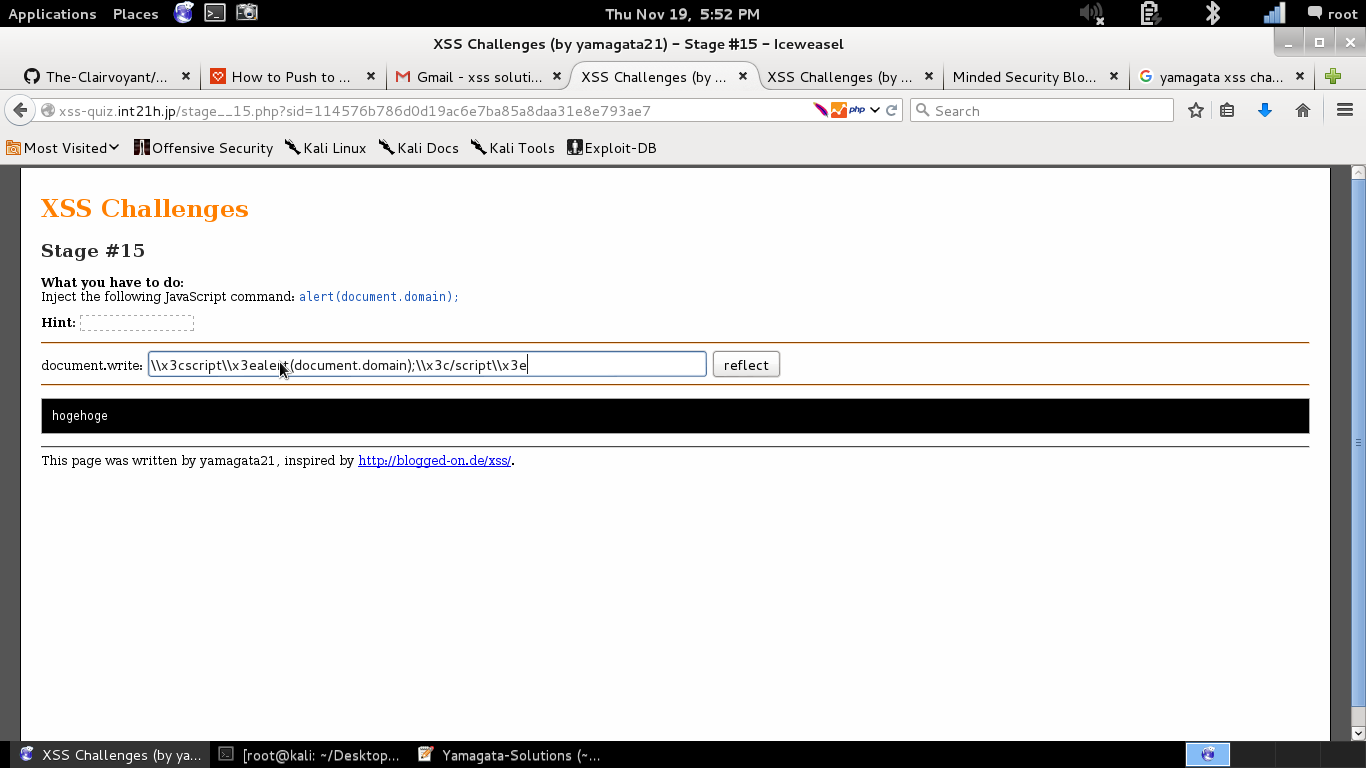 Applications Places Thu Nov 19, 5:52 PM root
XSS Challenges (by yamagata21) – Stage #15 – Iceweasel
The-Clairvoyant/... How to Push to ... Gmail - xss soluti... XSS Challenges (by ... XSS Challenges (by ... Minded Security Blo... yamagata xss cha...
xss-quiz.int21h.jp/stage__15.php?sid=114576b786d0d19ac6e7ba85a8daa31e8e793ae7 php Search
Most Visited Offensive Security Kali Linux Kali Docs Kali Tools Exploit-DB
XSS Challenges
Stage #15
What you have to do:
Inject the following JavaScript command: alert(document.domain);
Hint:
document.write: \\x3cscript\\x3ealert(document.domain);\\x3c/script\\x3e reflect
hogehoge
This page was written by yamagata21, inspired by http://blogged-on.de/xss/.
XSS Challenges (by ya... [root@kali: ~/Desktop... Yamagata-Solutions (~...